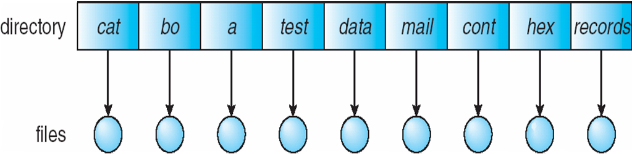 directory cat bo a test data mail cont hex records
files